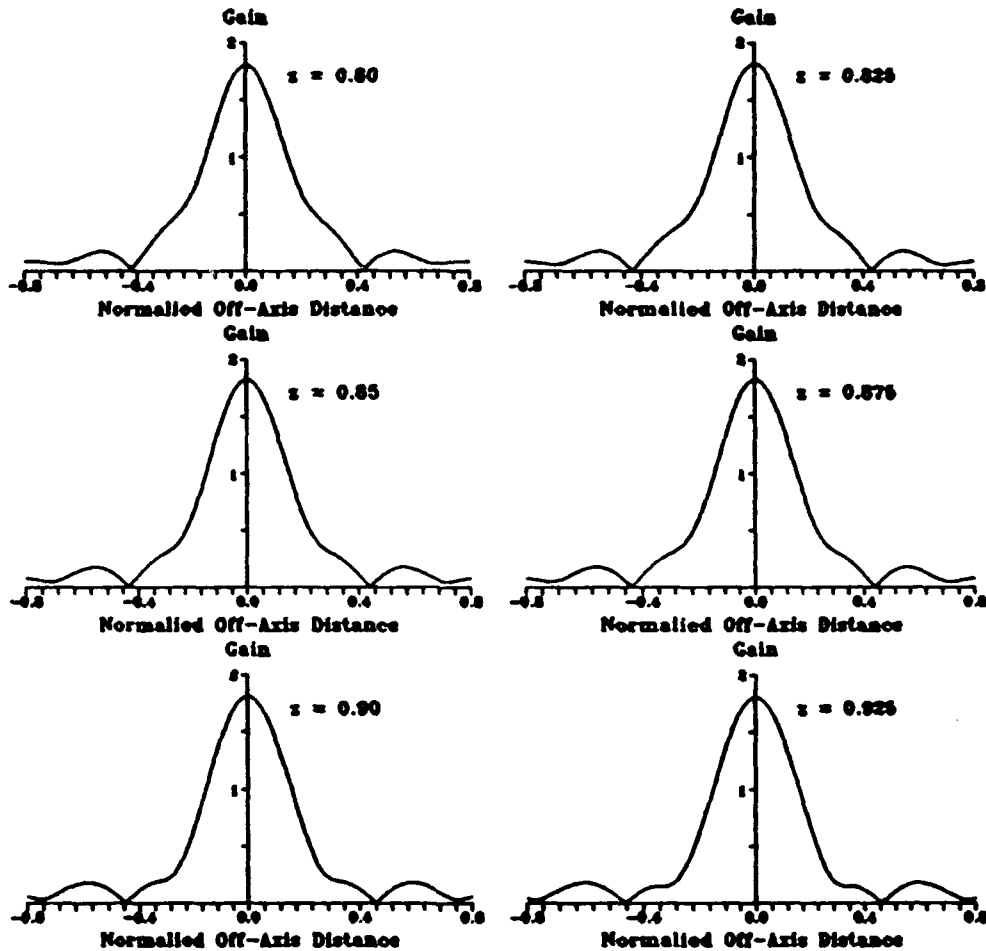 Gain
2
z = 0.80
1
-0.8 -0.4 0.0 0.4 0.8
Normalied Off-Axis Distance
Gain
2
z = 0.825
1
-0.8 -0.4 0.0 0.4 0.8
Normalied Off-Axis Distance
Gain
2
z = 0.85
1
-0.8 -0.4 0.0 0.4 0.8
Normalied Off-Axis Distance
Gain
2
z = 0.875
1
-0.8 -0.4 0.0 0.4 0.8
Normalied Off-Axis Distance
Gain
2
z = 0.90
1
-0.8 -0.4 0.0 0.4 0.8
Normalied Off-Axis Distance
Gain
2
z = 0.925
1
-0.8 -0.4 0.0 0.4 0.8
Normalied Off-Axis Distance